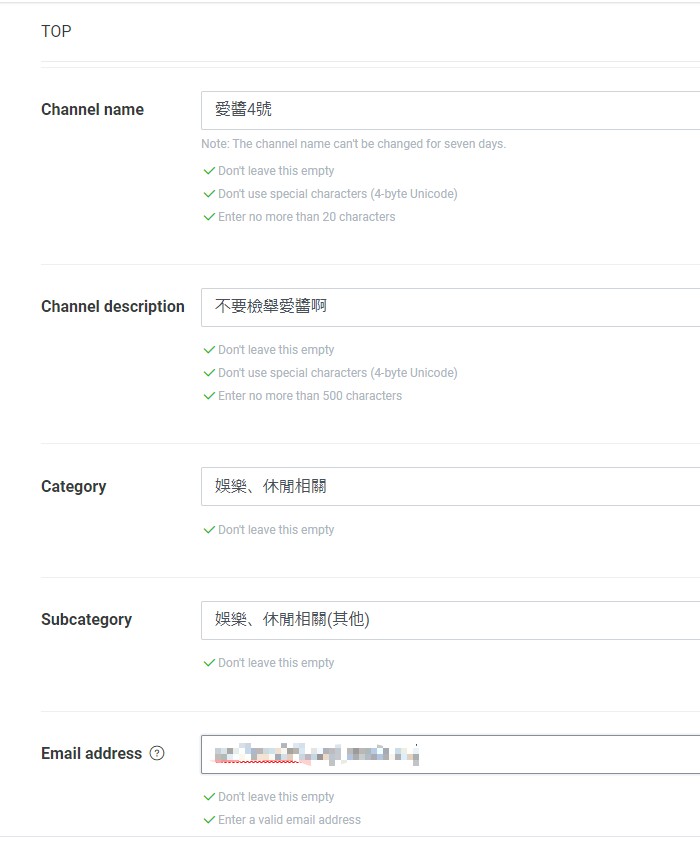 TOP
Channel name
愛醬4號
Note: The channel name can't be changed for seven days.
Don't leave this empty
Don't use special characters (4-byte Unicode)
Enter no more than 20 characters
Channel description
不要檢舉愛醬啊
Don't leave this empty
Don't use special characters (4-byte Unicode)
Enter no more than 500 characters
Category
娛樂、休閒相關
Don't leave this empty
Subcategory
娛樂、休閒相關(其他)
Don't leave this empty
Email address ?
Don't leave this empty
Enter a valid email address